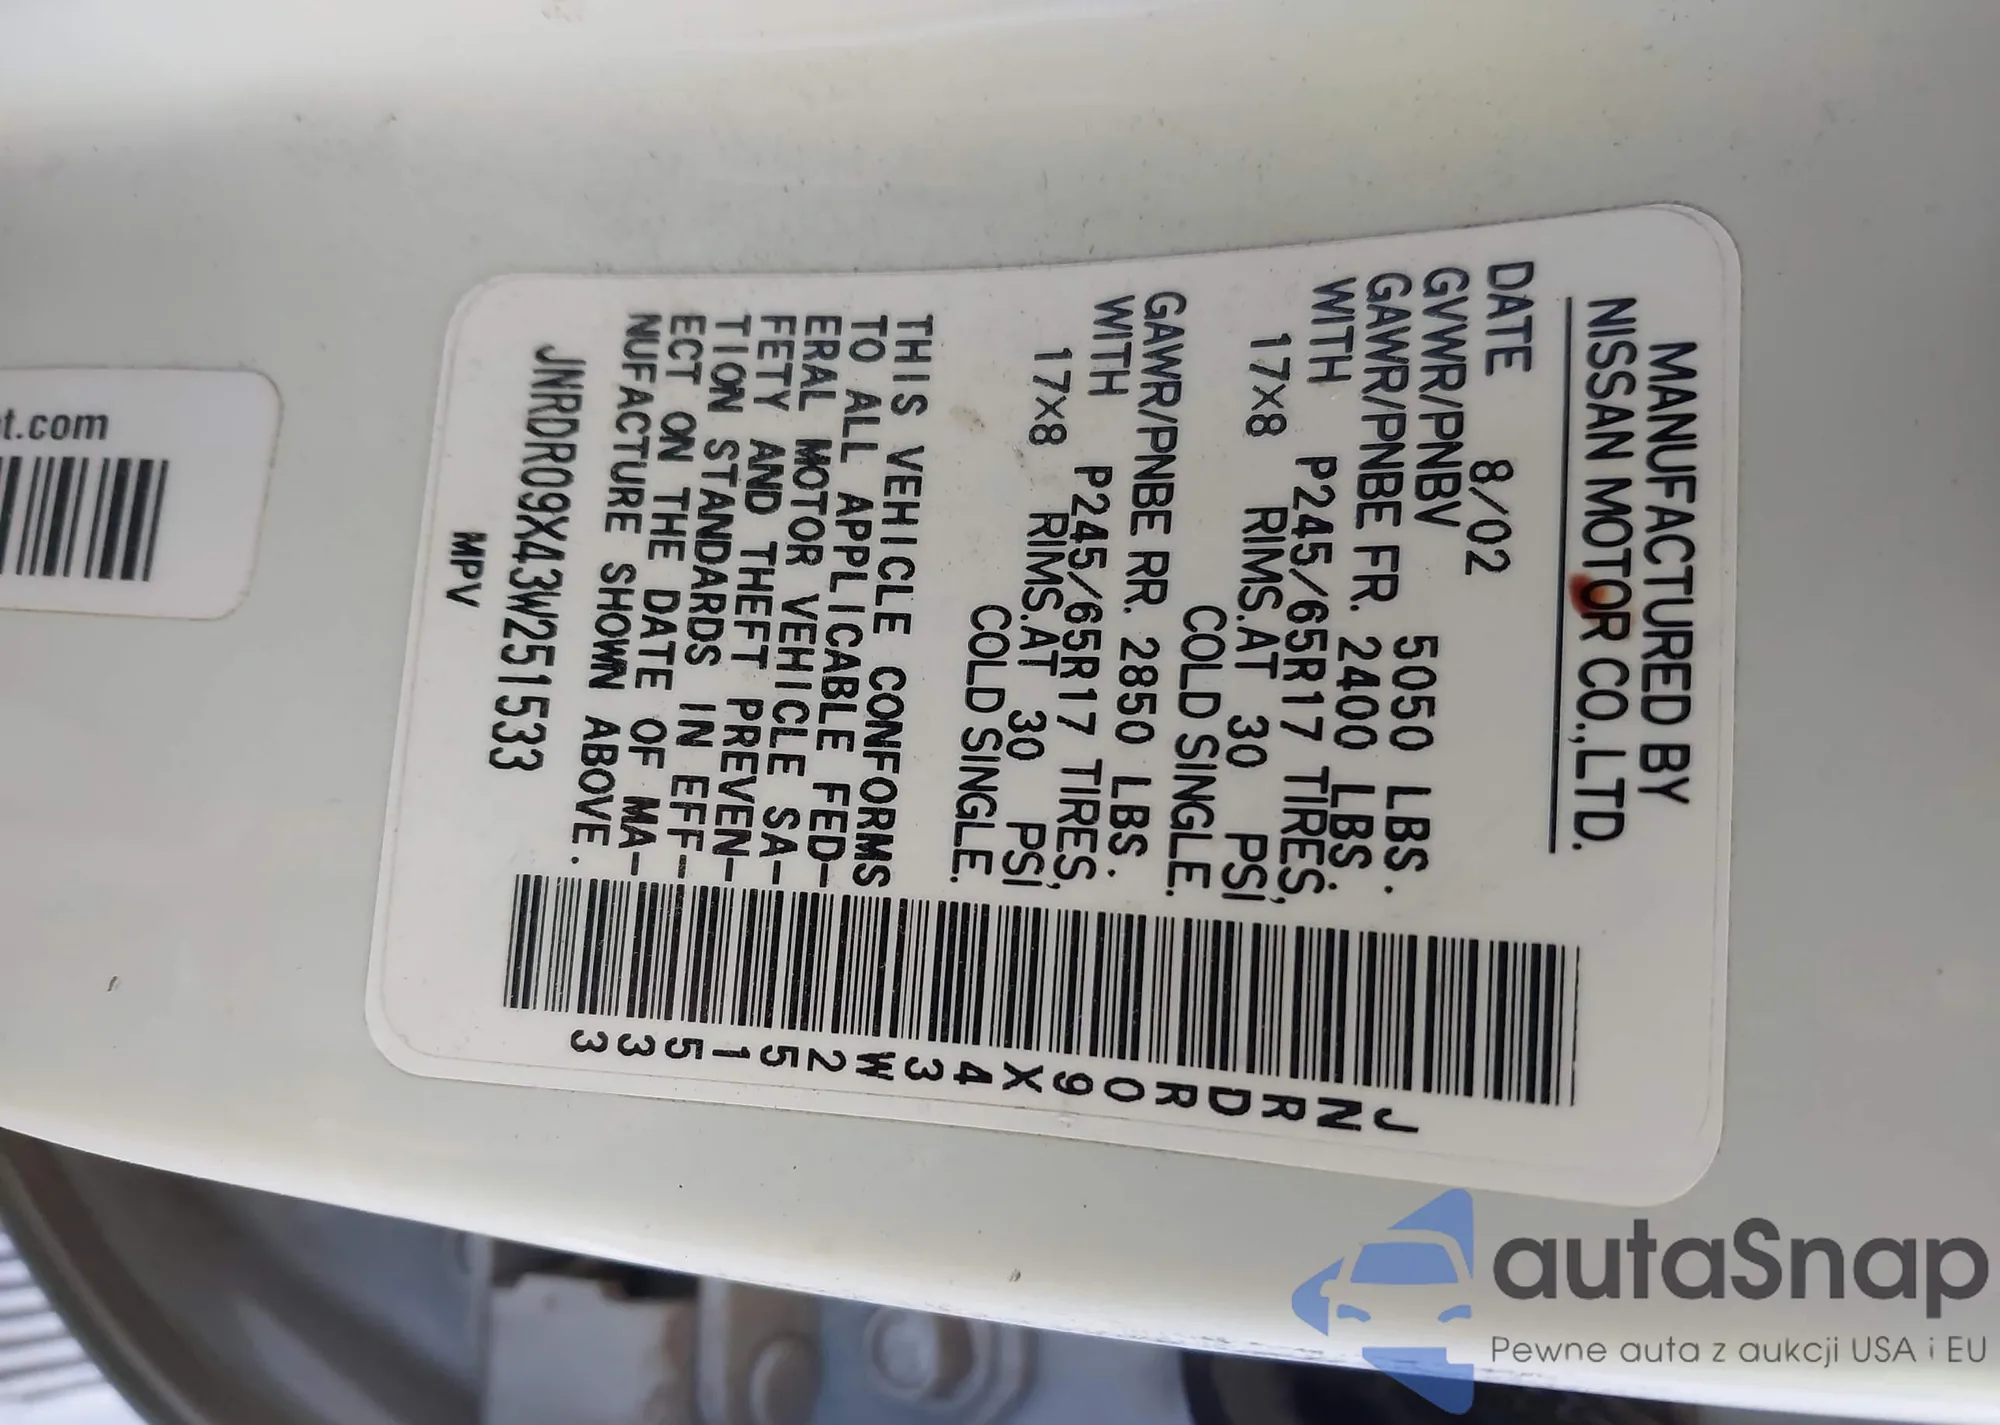 MANUFACTURED BY
NISSAN MOTOR CO.,LTD.
DATE 8/02
GVWR/PNBV 5050 LBS.
GAWR/PNBE FR. 2400 LBS.
WITH P245/65R17 TIRES,
17×8 RIMS.AT 30 PSI
COLD SINGLE.
GAWR/PNBE RR. 2850 LBS.
WITH P245/65R17 TIRES,
17×8 RIMS.AT 30 PSI
COLD SINGLE.
THIS VEHICLE CONFORMS
TO ALL APPLICABLE FED-
ERAL MOTOR VEHICLE SA-
FETY AND THEFT PREVEN-
TION STANDARDS IN EFF-
ECT ON THE DATE OF MA-
NUFACTURE SHOWN ABOVE.
JNRDR09X43W251533
MPV
JNRDR09X43W251533
t.com
autaSnap
Pewne auta z aukcji USA i EU